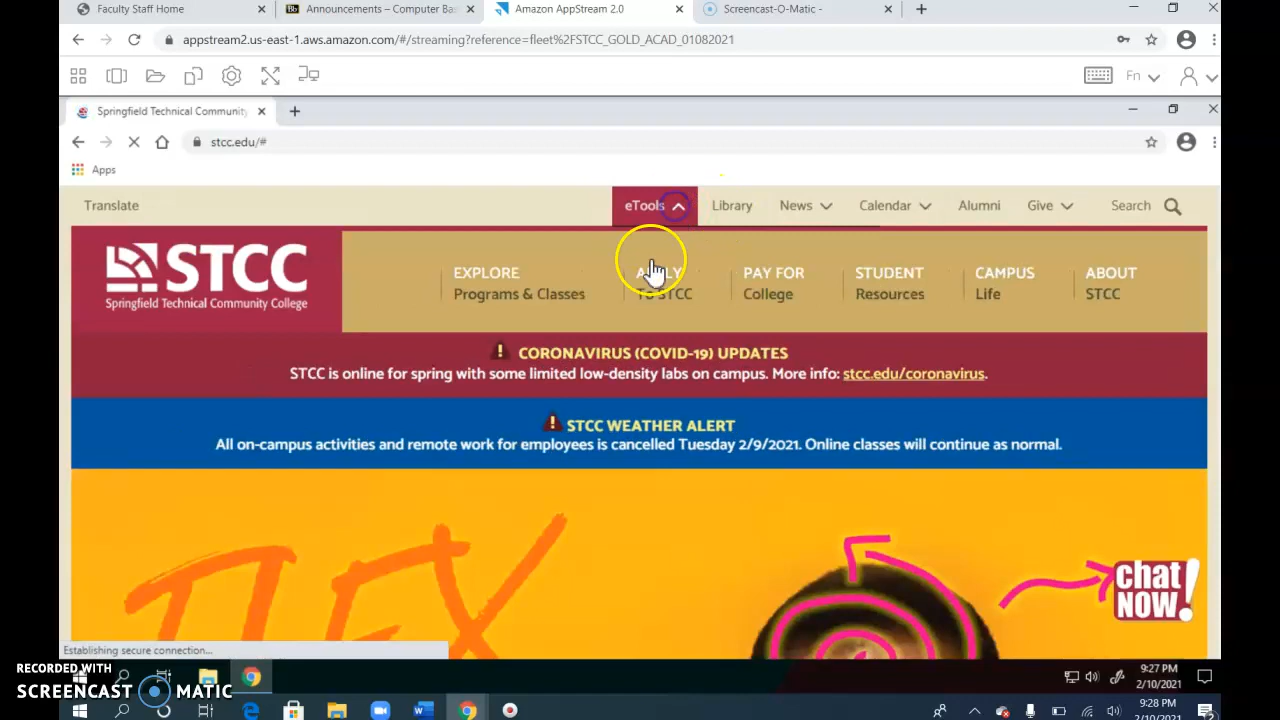 Faculty Staff Home
Announcements – Computer Bas
Amazon AppStream 2.0
Screencast-O-Matic -
appstream2.us-east-1.aws.amazon.com/#/streaming?reference=fleet%2FSTCC_GOLD_ACAD_01082021
Fn
Springfield Technical Community
stcc.edu/#
Apps
Translate
eTools
Library
News
Calendar
Alumni
Give
Search
STCC
Springfield Technical Community College
EXPLORE
Programs & Classes
APPLY
To STCC
PAY FOR
College
STUDENT
Resources
CAMPUS
Life
ABOUT
STCC
CORONAVIRUS (COVID-19) UPDATES
STCC is online for spring with some limited low-density labs on campus. More info: stcc.edu/coronavirus.
STCC WEATHER ALERT
All on-campus activities and remote work for employees is cancelled Tuesday 2/9/2021. Online classes will continue as normal.
FLEX
chat
NOW!
Establishing secure connection...
RECORDED WITH
SCREENCAST-O-MATIC
9:27 PM
2/10/2021
9:28 PM
2/10/2021